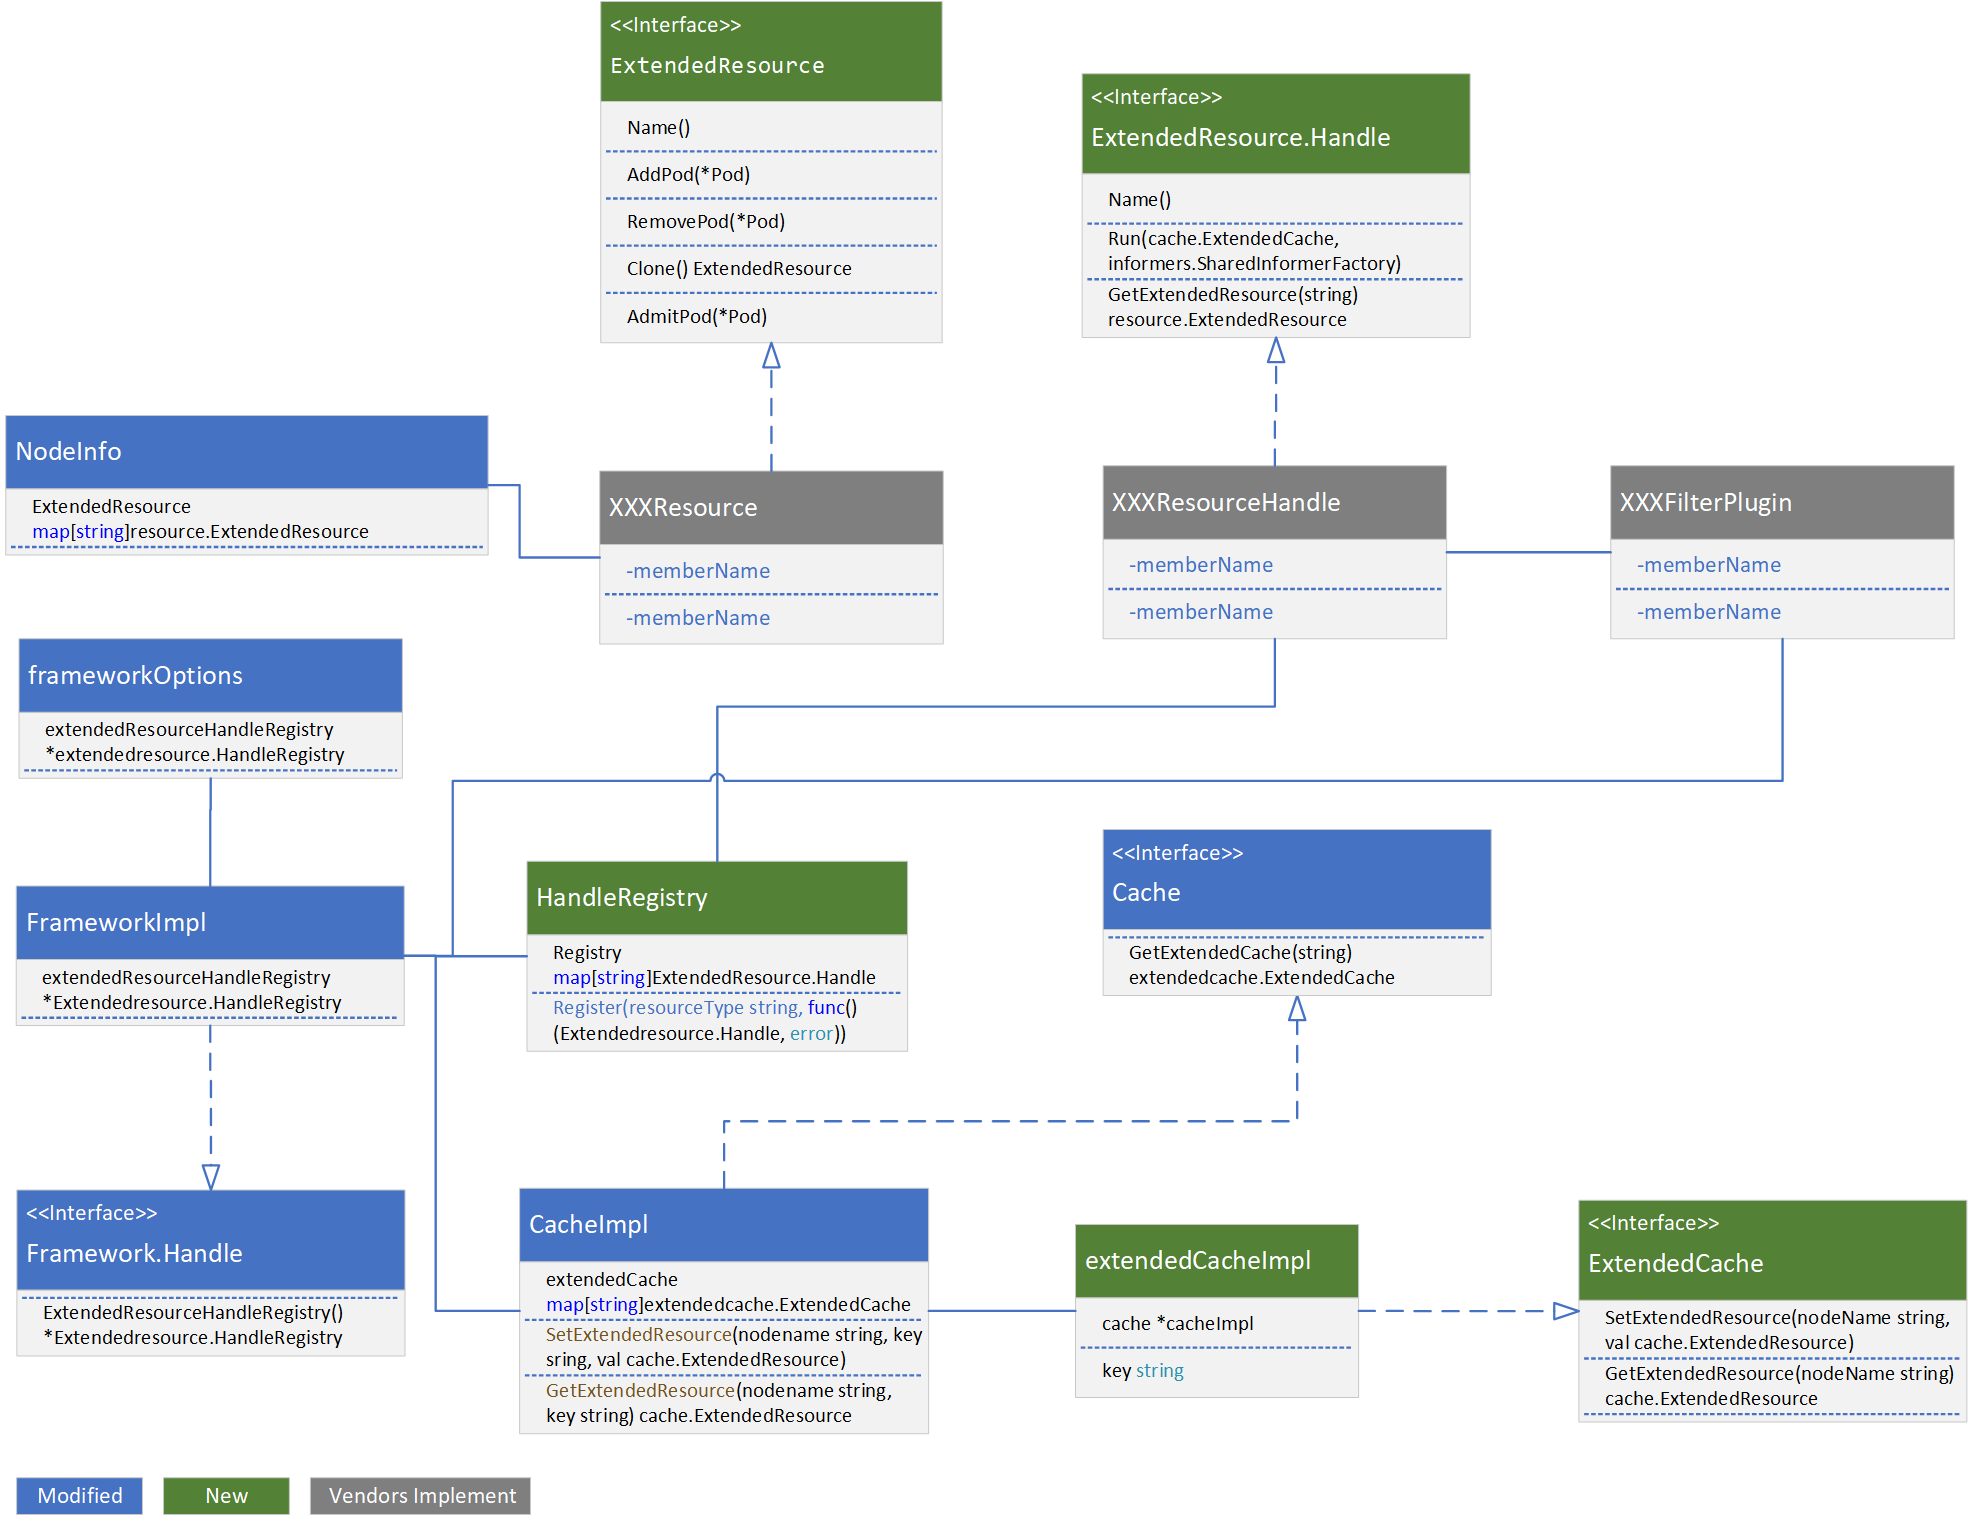 <<Interface>>
ExtendedResource
Name()
AddPod(*Pod)
RemovePod(*Pod)
Clone() ExtendedResource
AdmitPod(*Pod)
<<Interface>>
ExtendedResource.Handle
Name()
Run(cache.ExtendedCache,
informers.SharedInformerFactory)
GetExtendedResource(string)
resource.ExtendedResource
NodeInfo
ExtendedResource
map[string]resource.ExtendedResource
XXXResource
-memberName
-memberName
XXXResourceHandle
-memberName
-memberName
XXXFilterPlugin
-memberName
-memberName
frameworkOptions
extendedResourceHandleRegistry
*extendedresource.HandleRegistry
FrameworkImpl
extendedResourceHandleRegistry
*Extendedresource.HandleRegistry
HandleRegistry
Registry
map[string]ExtendedResource.Handle
Register(resourceType string, func()
(Extendedresource.Handle, error))
<<Interface>>
Cache
GetExtendedCache(string)
extendedcache.ExtendedCache
<<Interface>>
Framework.Handle
ExtendedResourceHandleRegistry()
*Extendedresource.HandleRegistry
CacheImpl
extendedCache
map[string]extendedcache.ExtendedCache
SetExtendedResource(nodename string, key
sring, val cache.ExtendedResource)
GetExtendedResource(nodename string,
key string) cache.ExtendedResource
extendedCacheImpl
cache *cacheImpl
key string
<<Interface>>
ExtendedCache
SetExtendedResource(nodeName string,
val cache.ExtendedResource)
GetExtendedResource(nodeName string)
cache.ExtendedResource
Modified
New
Vendors Implement